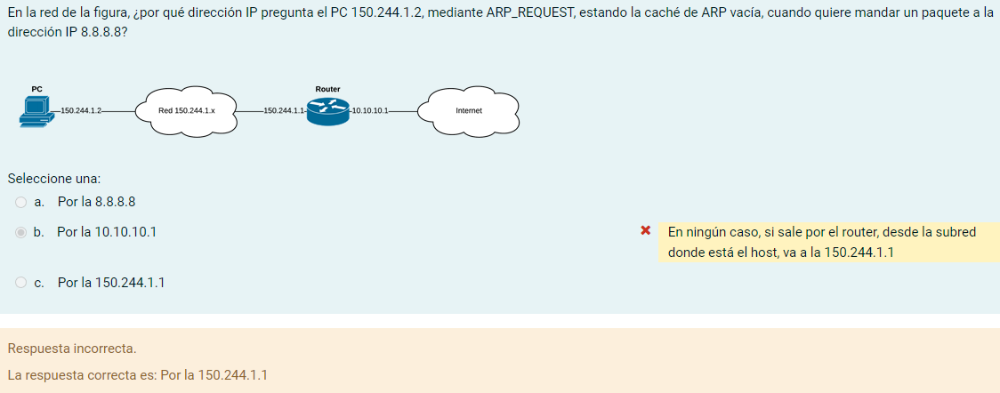 En la red de la figura, ¿por qué dirección IP pregunta el PC 150.244.1.2, mediante ARP_REQUEST, estando la caché de ARP vacía, cuando quiere mandar un paquete a la
dirección IP 8.8.8.8?
PC
Router
150.244.1.2
Red 150.244.1.x
150.244.1.1
10.10.10.1
Internet
Seleccione una:
a. Por la 8.8.8.8
b. Por la 10.10.10.1
En ningún caso, si sale por el router, desde la subred
donde está el host, va a la 150.244.1.1
c. Por la 150.244.1.1
Respuesta incorrecta.
La respuesta correcta es: Por la 150.244.1.1